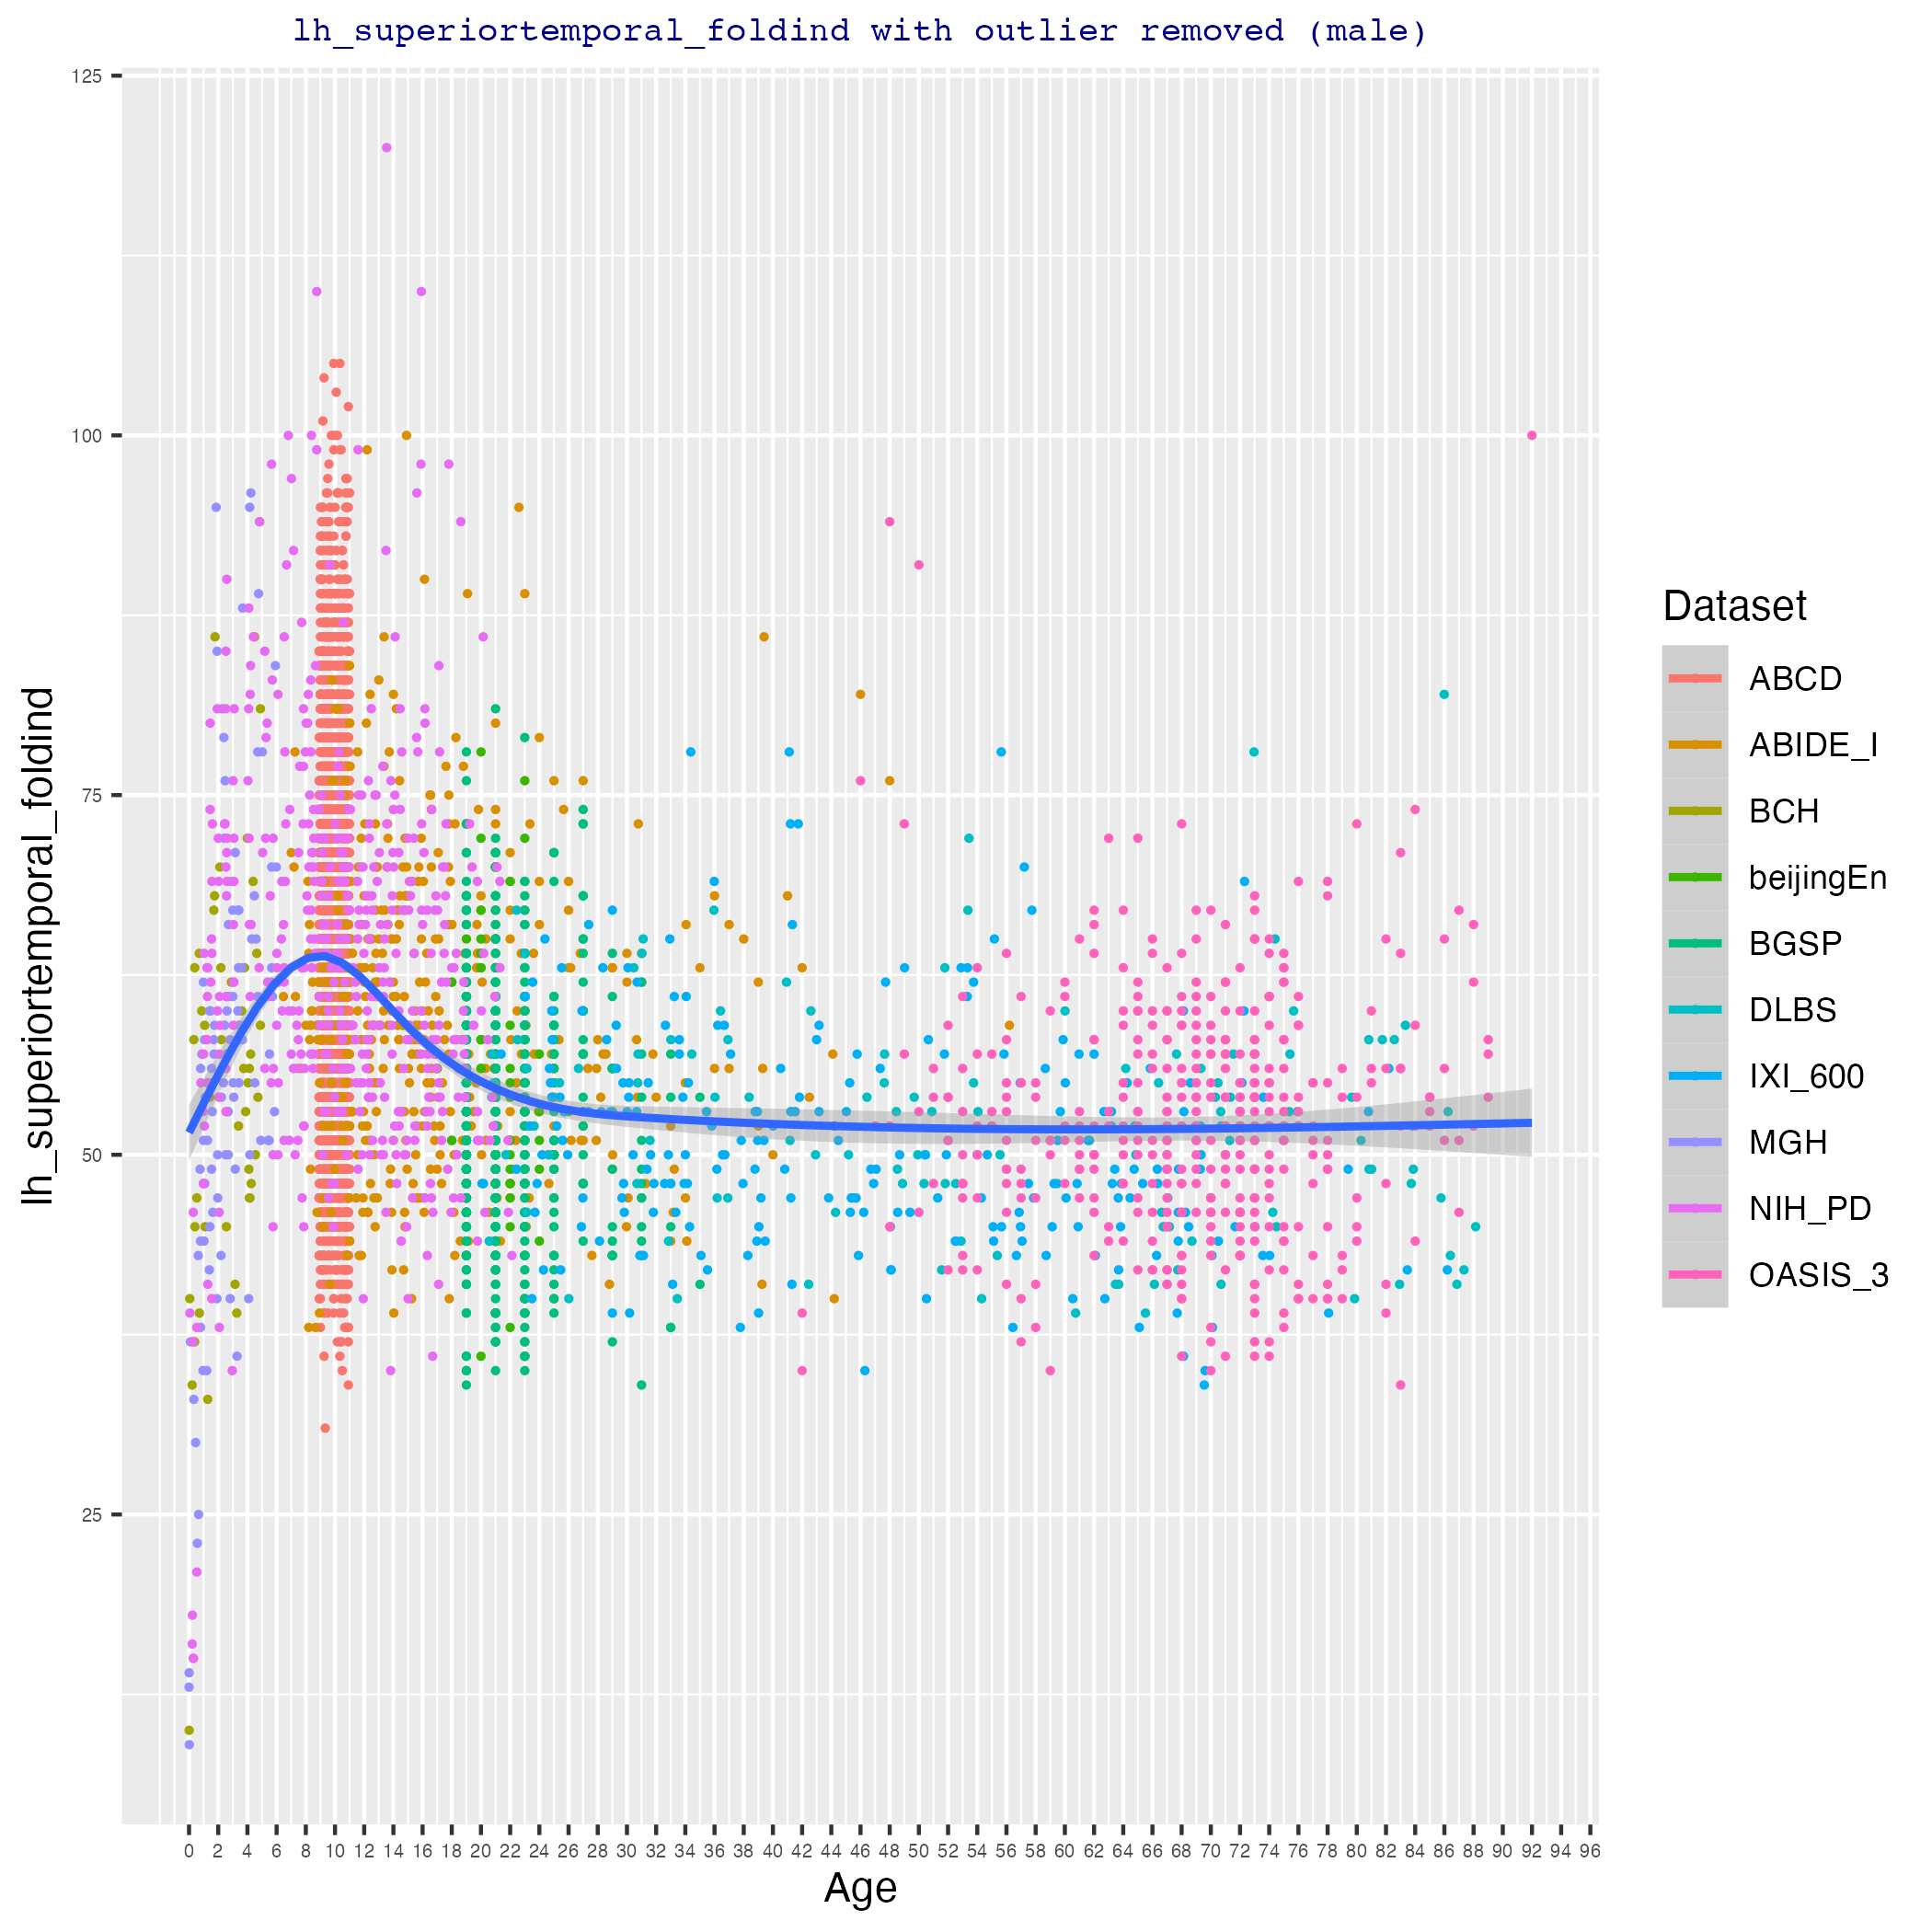 lh_superiortemporal_foldind with outlier removed (male)
125
100
75
50
25
lh_superiortemporal_foldind
0 2 4 6 8 10 12 14 16 18 20 22 24 26 28 30 32 34 36 38 40 42 44 46 48 50 52 54 56 58 60 62 64 66 68 70 72 74 76 78 80 82 84 86 88 90 92 94 96
Age
Dataset
ABCD
ABIDE_I
BCH
beijingEn
BGSP
DLBS
IXI_600
MGH
NIH_PD
OASIS_3